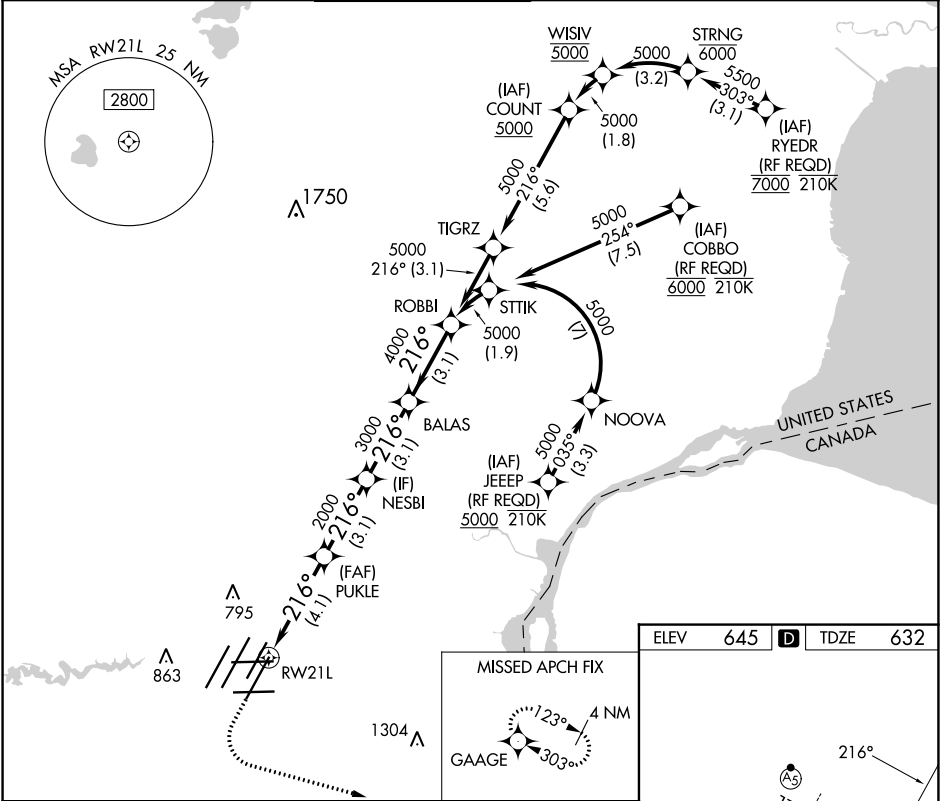 MSA RW21L 25 NM
2800
1750
WISIV
5000
STRNG
6000
5000
(3.2)
5500
303°
(3.1)
(IAF)
COUNT
5000
5000
(1.8)
(IAF)
RYEDR
(RF REQD)
7000 210K
5000
216°
(5.6)
5000
254°
(7.5)
(IAF)
COBBO
(RF REQD)
6000 210K
TIGRZ
5000
216° (3.1)
STTIK
ROBBI
5000
(1.9)
5000
(7)
4000
216°
(3.1)
BALAS
NOOVA
UNITED STATES
CANADA
3000
216°
(3.1)
(IF)
NESBI
5000
035°
(3.3)
(IAF)
JEEEP
(RF REQD)
5000 210K
2000
216°
(3.1)
(FAF)
PUKLE
216°
(4.1)
795
863
RW21L
1304
MISSED APCH FIX
123°
4 NM
GAAGE
303°
ELEV 645 D TDZE 632
216°
A5